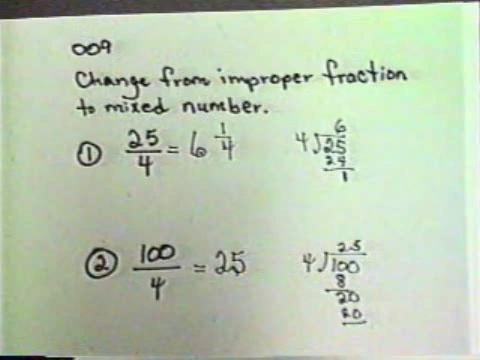 009
Change from improper fraction
to mixed number.
① 25/4 = 6 1/4
6
4)25
24
1
② 100/4 = 25
25
4)100
8
20
20